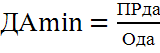 ДАmin = ПРда / Ода